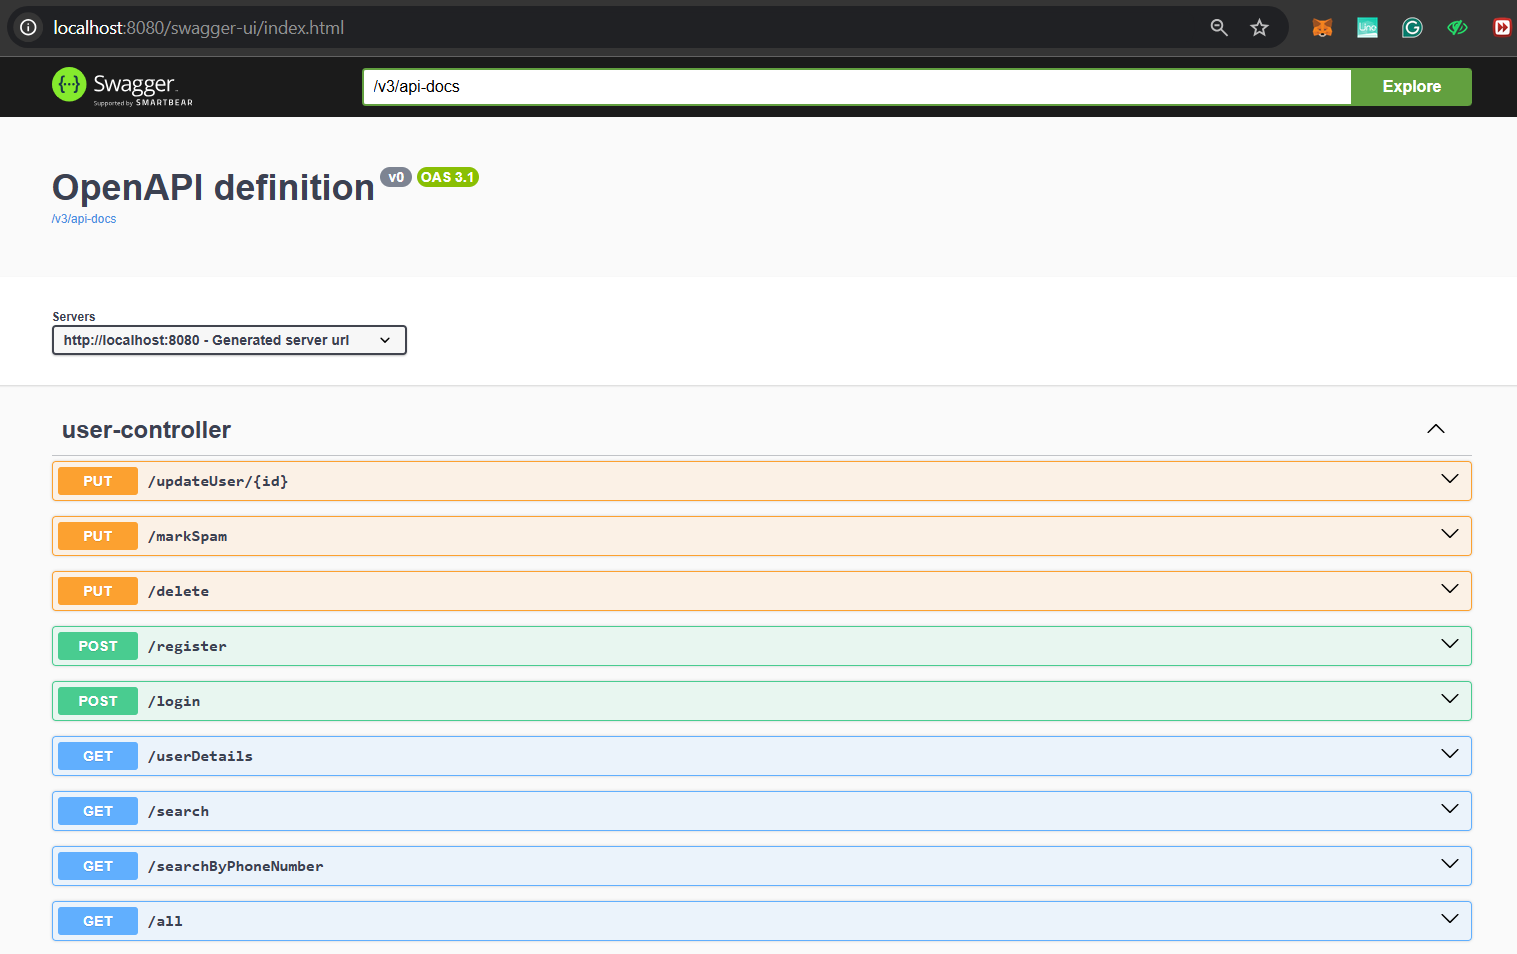 localhost:8080/swagger-ui/index.html
Uno
{··} Swagger
Supported by SMARTBEAR
/v3/api-docs
Explore
OpenAPI definition v0 OAS 3.1
/v3/api-docs
Servers
http://localhost:8080 - Generated server url
user-controller
PUT /updateUser/{id}
PUT /markSpam
PUT /delete
POST /register
POST /login
GET /userDetails
GET /search
GET /searchByPhoneNumber
GET /all